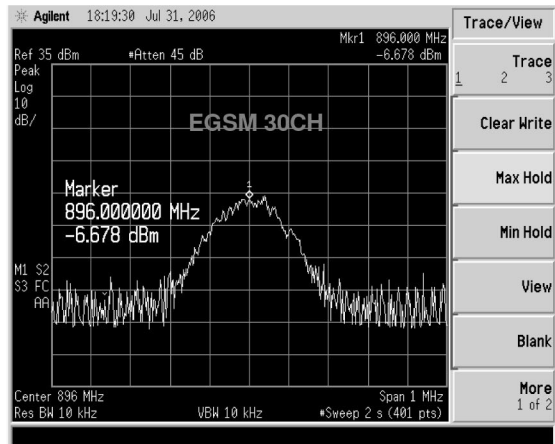 Agilent 18:19:30 Jul 31, 2006
Trace/View
Mkr1 896.000 MHz
Ref 35 dBm #Atten 45 dB -6.678 dBm
Peak
Log
10
dB/
EGSM 30CH
1
Marker
896.000000 MHz
-6.678 dBm
M1 S2
S3 FC
AA
Center 896 MHz Span 1 MHz
Res BW 10 kHz VBW 10 kHz #Sweep 2 s (401 pts)
Trace
1 2 3
Clear Write
Max Hold
Min Hold
View
Blank
More
1 of 2